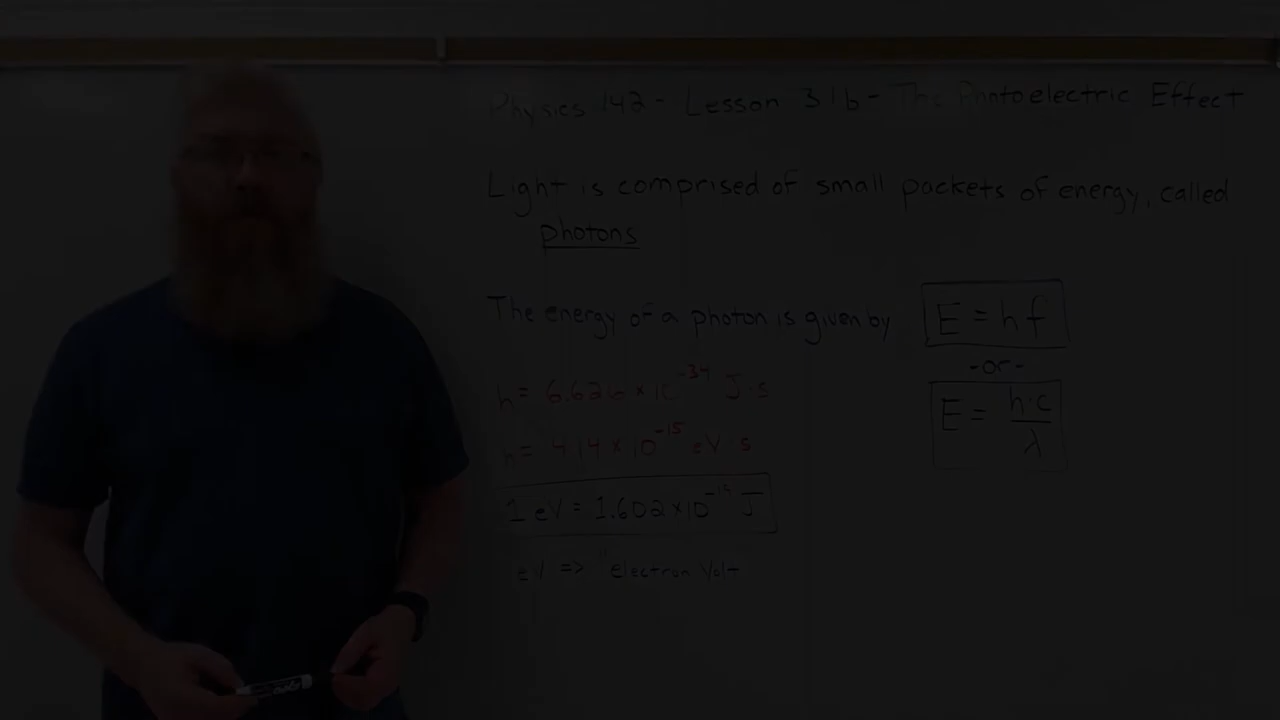 Physics 142 - Lesson 31b - The Photoelectric Effect
Light is comprised of small packets of energy, called
photons
The energy of a photon is given by
E = hf
-or-
E = h·c / λ
h = 6.626 × 10^-34 J·s
h = 4.14 × 10^-15 eV·s
1 eV = 1.602 × 10^-19 J
eV => "Electron Volt